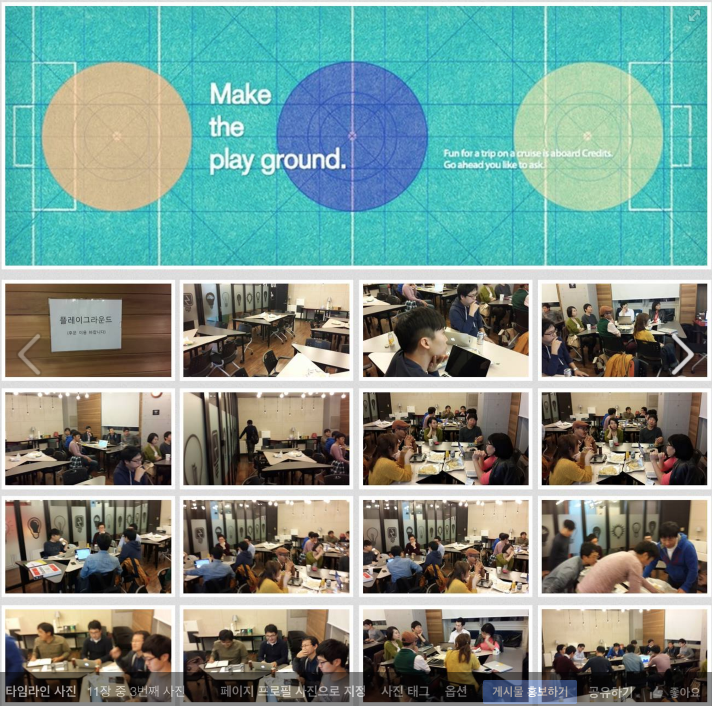 Make
the
play ground.
Fun for a trip on a cruise is aboard Credits.
Go ahead you like to ask.
플레이그라운드
타임라인 사진 11장 중 3번째 사진 페이지 프로필 사진으로 지정 사진 태그 옵션 게시물 홍보하기 공유하기 좋아요